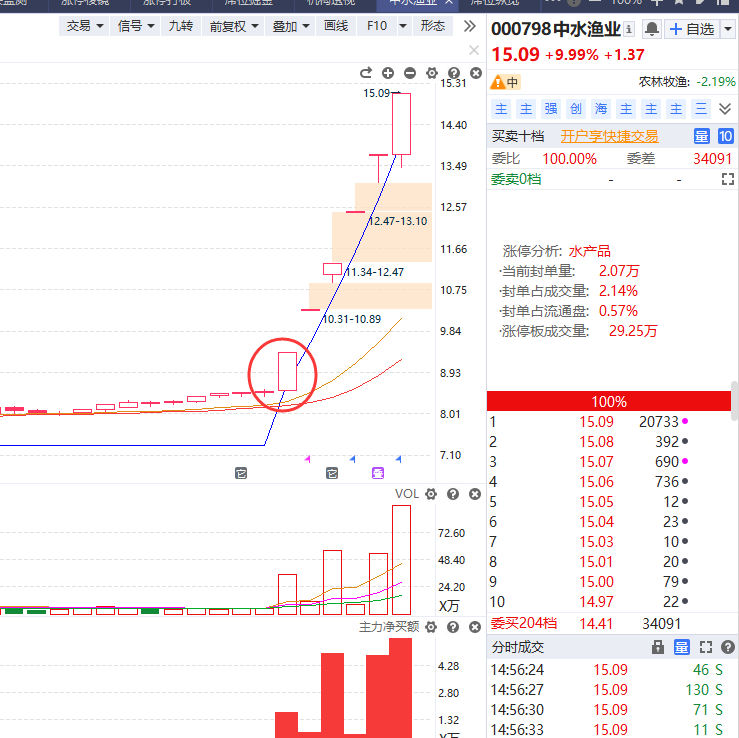 交易 信号 九转 前复权 叠加 画线 F10 形态
15.09
15.31
14.40
13.49
12.57
12.47-13.10
11.66
11.34-12.47
10.75
10.31-10.89
9.84
8.93
8.01
7.10
VOL
72.60
48.40
24.20
X万
主力净买额
4.28
2.80
1.32
000798中水渔业 + 自选
15.09 +9.99% +1.37
中 农林牧渔: -2.19%
主 主 强 创 海 主 主 主 三
买卖十档 开户享快捷交易 量 10
委比 100.00% 委差 34091
委卖0档 - -
涨停分析: 水产品
·当前封单量: 2.07万
·封单占成交量: 2.14%
·封单占流通盘: 0.57%
·涨停板成交量: 29.25万
100%
1 15.09 20733
2 15.08 392
3 15.07 690
4 15.06 736
5 15.05 12
6 15.04 23
7 15.03 10
8 15.01 20
9 15.00 79
10 14.97 22
委买204档 14.41 34091
分时成交 量
14:56:24 15.09 46 S
14:56:27 15.09 130 S
14:56:30 15.09 71 S
14:56:33 15.09 11 S